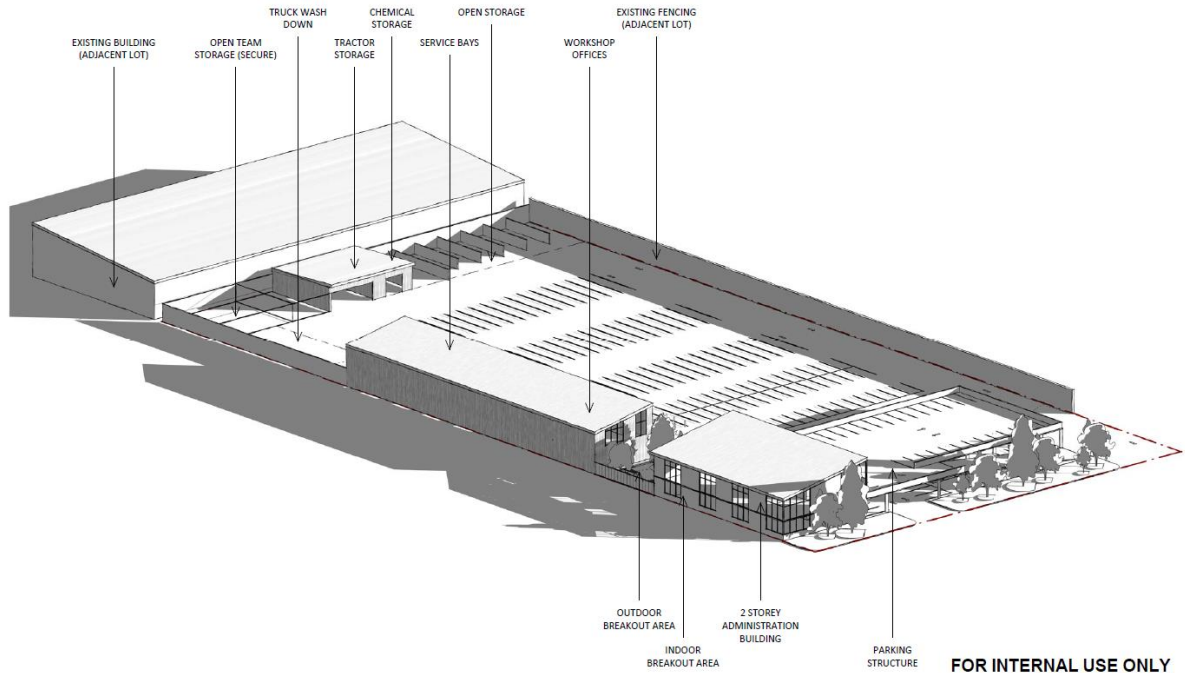 EXISTING BUILDING
(ADJACENT LOT)
OPEN TEAM
STORAGE (SECURE)
TRUCK WASH
DOWN
TRACTOR
STORAGE
CHEMICAL
STORAGE
SERVICE BAYS
OPEN STORAGE
WORKSHOP
OFFICES
EXISTING FENCING
(ADJACENT LOT)
OUTDOOR
BREAKOUT AREA
INDOOR
BREAKOUT AREA
2 STOREY
ADMINISTRATION
BUILDING
PARKING
STRUCTURE
FOR INTERNAL USE ONLY